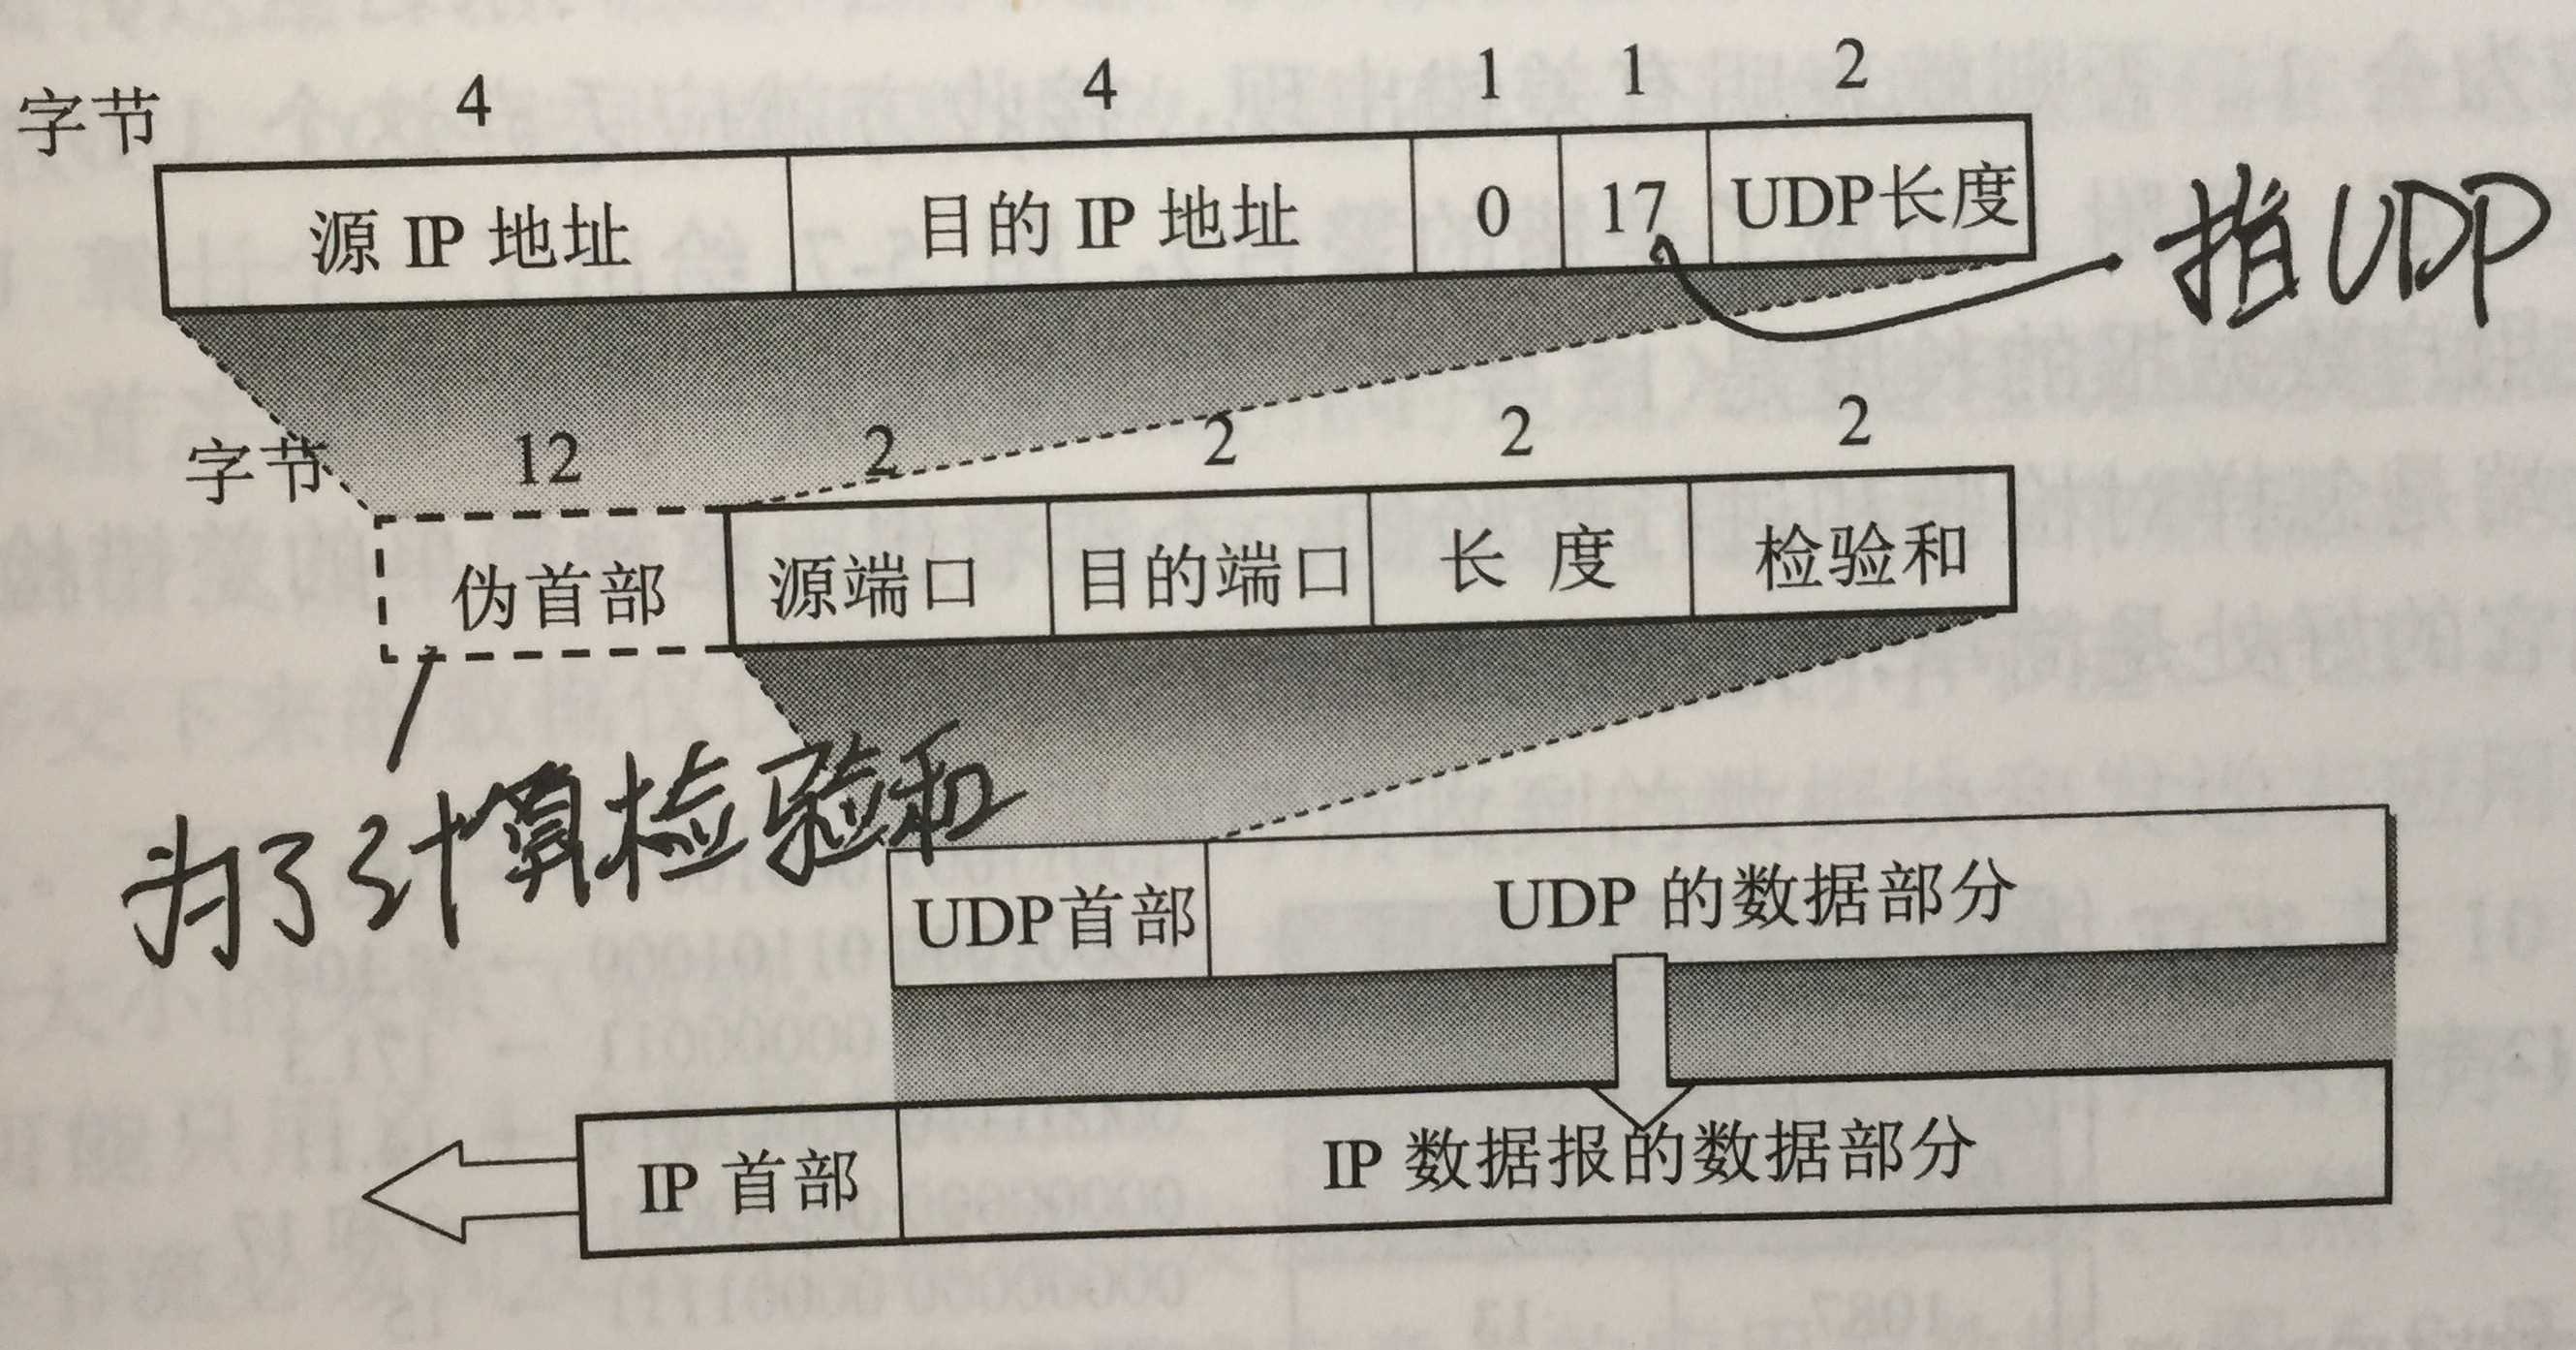 字节 4 4 1 1 2
源 IP 地址 目的 IP 地址 0 17 UDP长度
指UDP
字节 12 2 2 2 2
伪首部 源端口 目的端口 长 度 检验和
为了计算检验和
UDP首部 UDP 的数据部分
IP 首部 IP 数据报的数据部分